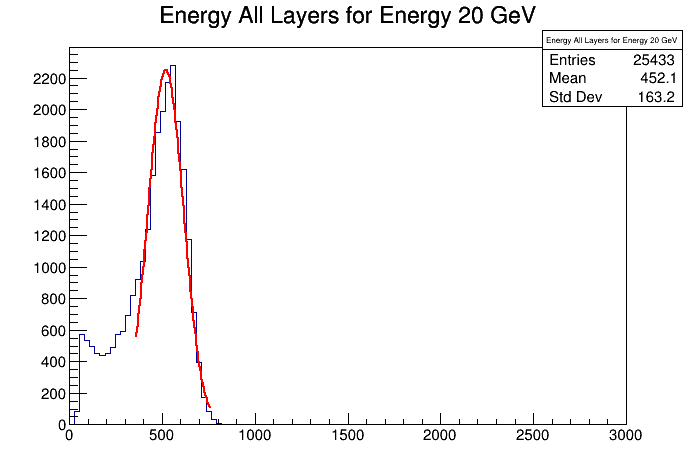 Energy All Layers for Energy 20 GeV
Energy All Layers for Energy 20 GeV
Entries 25433
Mean 452.1
Std Dev 163.2
2200
2000
1800
1600
1400
1200
1000
800
600
400
200
0
0 500 1000 1500 2000 2500 3000